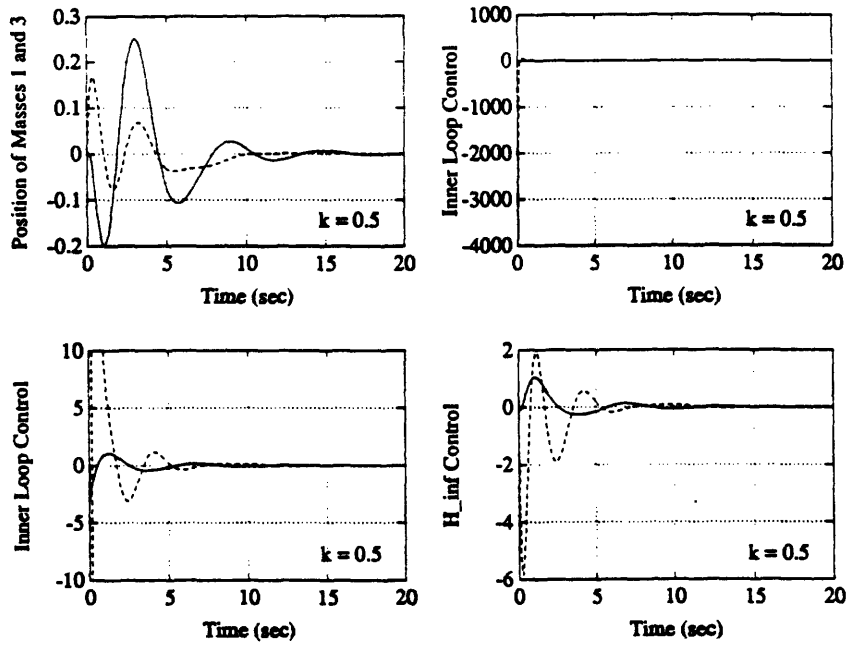 Position of Masses 1 and 3
0.3
0.2
0.1
0
-0.1
-0.2
k = 0.5
0 5 10 15 20
Time (sec)
Inner Loop Control
1000
0
-1000
-2000
-3000
-4000
k = 0.5
0 5 10 15 20
Time (sec)
Inner Loop Control
10
5
0
-5
-10
k = 0.5
0 5 10 15 20
Time (sec)
H_inf Control
2
0
-2
-4
-6
k = 0.5
0 5 10 15 20
Time (sec)